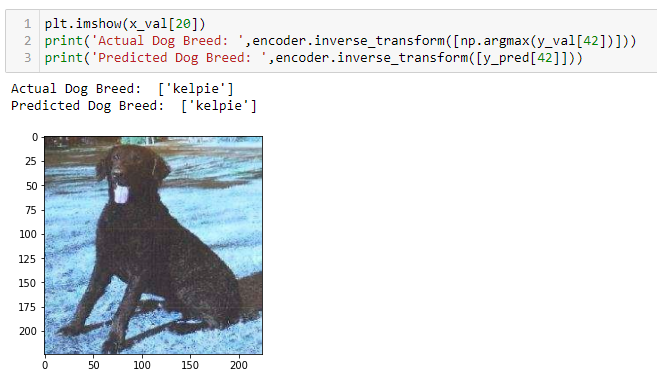 1 plt.imshow(x_val[20])
2 print('Actual Dog Breed: ',encoder.inverse_transform([np.argmax(y_val[42])]))
3 print('Predicted Dog Breed: ',encoder.inverse_transform([y_pred[42]]))
Actual Dog Breed:  ['kelpie']
Predicted Dog Breed:  ['kelpie']
0
25
50
75
100
125
150
175
200
0 50 100 150 200